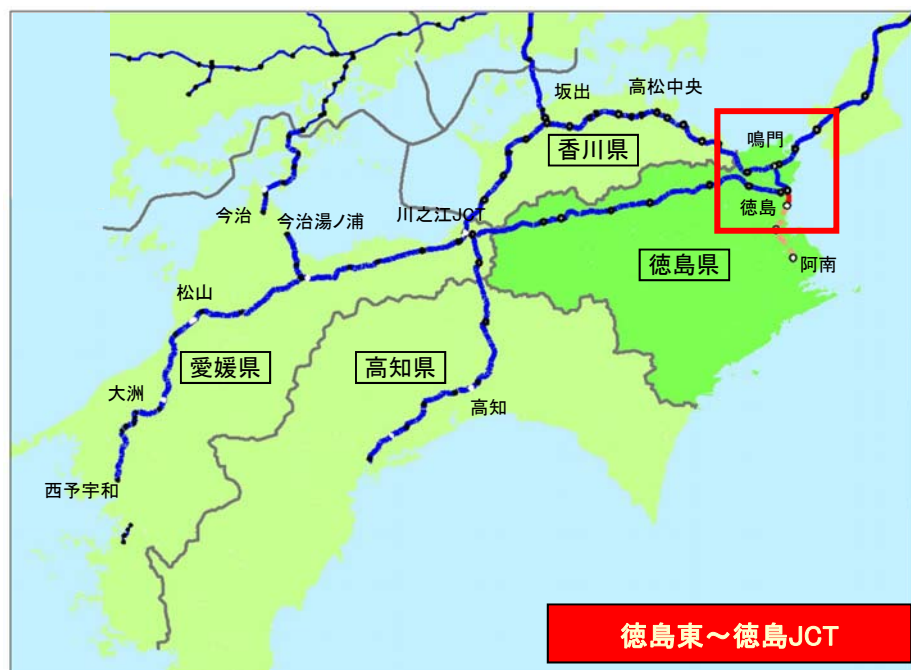 坂出
高松中央
鳴門
香川県
今治
今治湯ノ浦
川之江JCT
徳島
徳島県
阿南
松山
愛媛県
高知県
大洲
高知
西予宇和
徳島東～徳島JCT